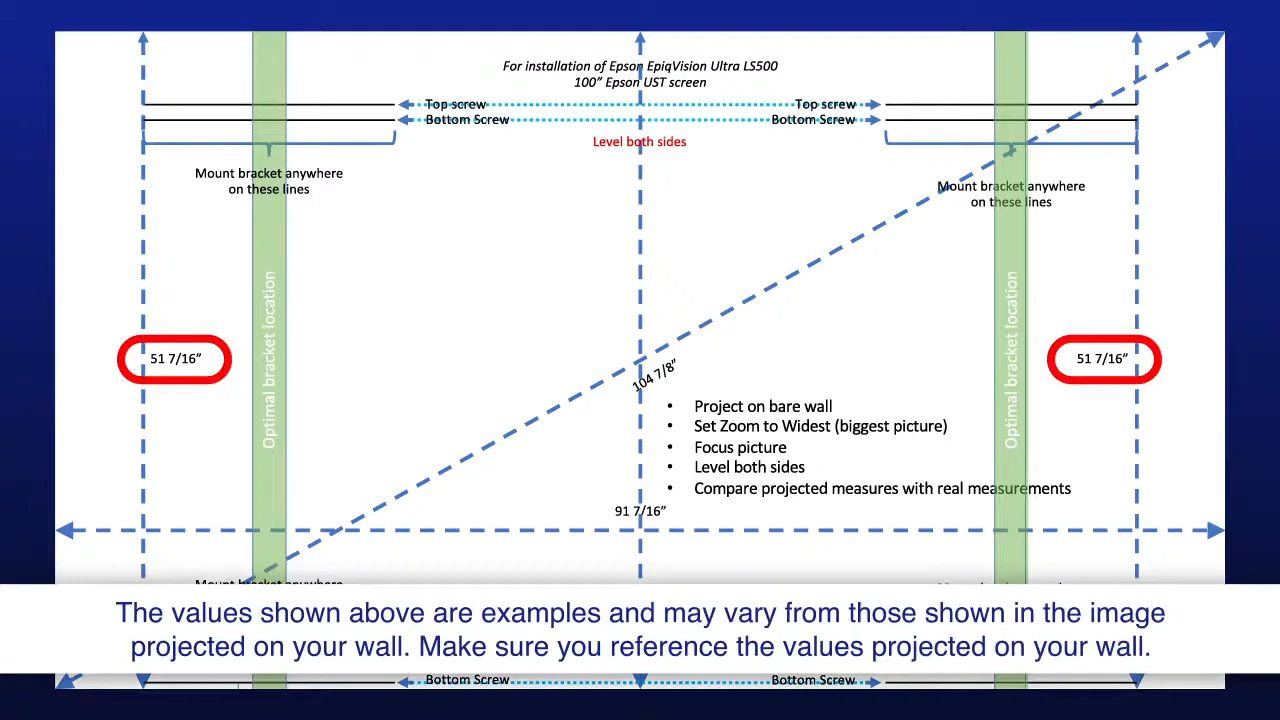 For installation of Epson EpiqVision Ultra LS500
100” Epson UST screen
Top screw
Top screw
Bottom Screw
Bottom Screw
Level both sides
Mount bracket anywhere
on these lines
Mount bracket anywhere
on these lines
Optimal bracket location
Optimal bracket location
51 7/16”
51 7/16”
104 7/8”
• Project on bare wall
• Set Zoom to Widest (biggest picture)
• Focus picture
• Level both sides
• Compare projected measures with real measurements
91 7/16”
Mount bracket anywhere
The values shown above are examples and may vary from those shown in the image
projected on your wall. Make sure you reference the values projected on your wall.
Bottom Screw
Bottom Screw